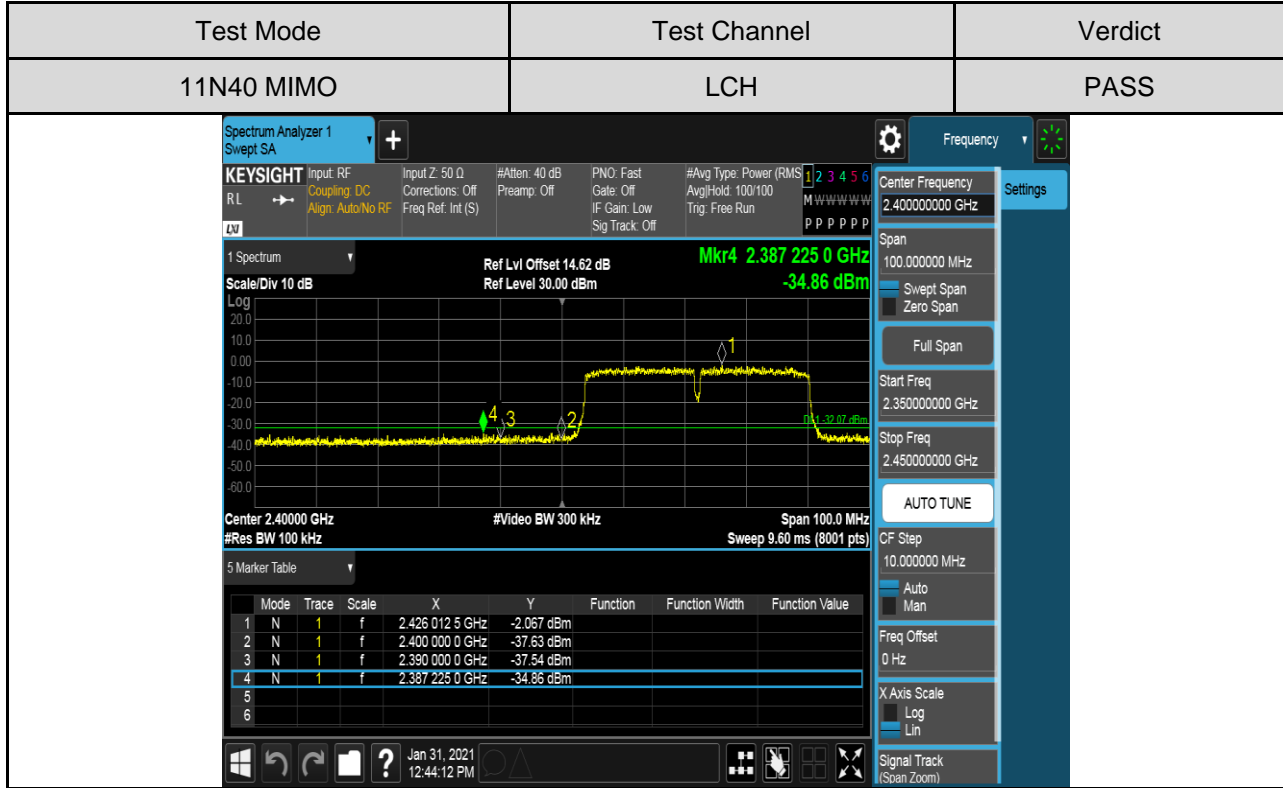 Test Mode Test Channel Verdict
11N40 MIMO LCH PASS
Spectrum Analyzer 1
Swept SA
+
Frequency
KEYSIGHT Input: RF Input Z: 50 Ω #Atten: 40 dB PNO: Fast #Avg Type: Power (RMS 1 2 3 4 5 6
RL Coupling: DC Corrections: Off Preamp: Off Gate: Off Avg|Hold: 100/100 M W W W W W
Align: Auto/No RF Freq Ref: Int (S) IF Gain: Low Trig: Free Run
LXI Sig Track: Off P P P P P P
1 Spectrum Ref Lvl Offset 14.62 dB Mkr4 2.387 225 0 GHz
Scale/Div 10 dB Ref Level 30.00 dBm -34.86 dBm
Log
20.0
10.0
0.00
-10.0
-20.0
-30.0
-40.0
-50.0
-60.0
1
4
3
2
DL1 -32.07 dBm
Center 2.40000 GHz #Video BW 300 kHz Span 100.0 MHz
#Res BW 100 kHz Sweep 9.60 ms (8001 pts)
5 Marker Table
Mode Trace Scale X Y Function Function Width Function Value
1 N 1 f 2.426 012 5 GHz -2.067 dBm
2 N 1 f 2.400 000 0 GHz -37.63 dBm
3 N 1 f 2.390 000 0 GHz -37.54 dBm
4 N 1 f 2.387 225 0 GHz -34.86 dBm
5
6
?
Jan 31, 2021
12:44:12 PM
Center Frequency
2.400000000 GHz
Settings
Span
100.000000 MHz
Swept Span
Zero Span
Full Span
Start Freq
2.350000000 GHz
Stop Freq
2.450000000 GHz
AUTO TUNE
CF Step
10.000000 MHz
Auto
Man
Freq Offset
0 Hz
X Axis Scale
Log
Lin
Signal Track
(Span Zoom)